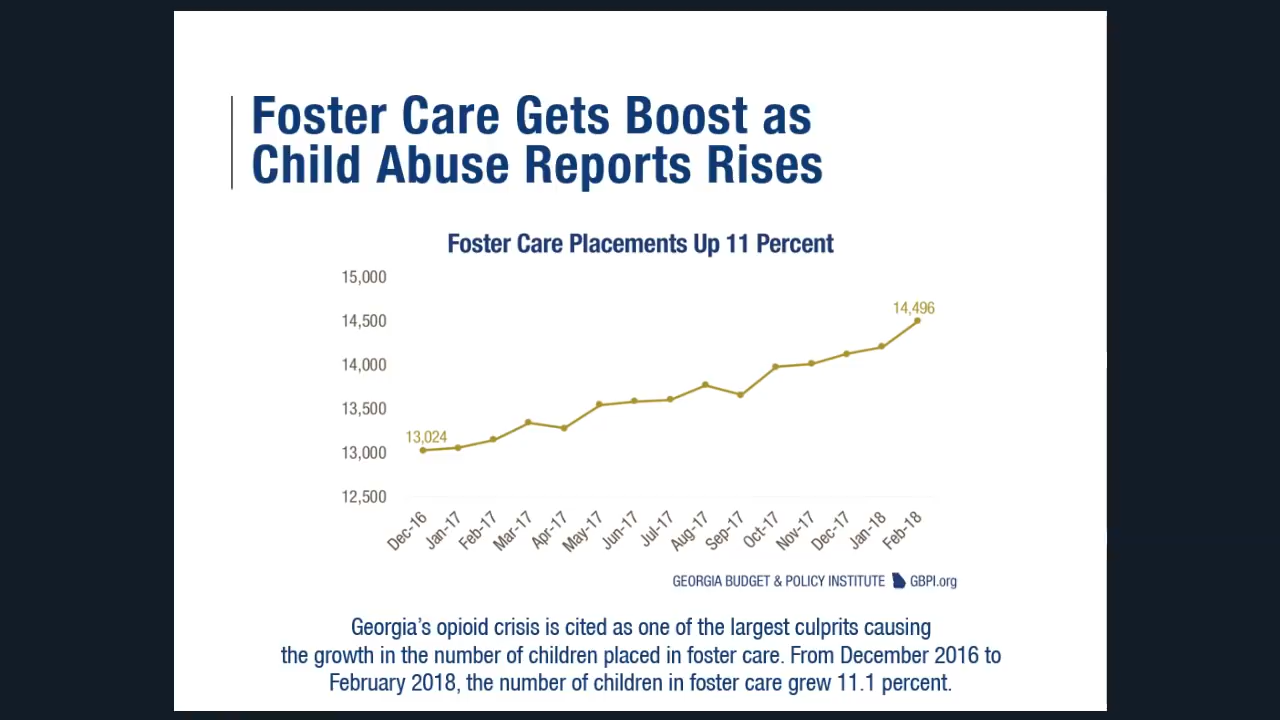 Foster Care Gets Boost as
Child Abuse Reports Rises
Foster Care Placements Up 11 Percent
15,000
14,500
14,000
13,500
13,000
12,500
13,024
14,496
Dec-16
Jan-17
Feb-17
Mar-17
Apr-17
May-17
Jun-17
Jul-17
Aug-17
Sep-17
Oct-17
Nov-17
Dec-17
Jan-18
Feb-18
GEORGIA BUDGET & POLICY INSTITUTE GBPI.org
Georgia’s opioid crisis is cited as one of the largest culprits causing
the growth in the number of children placed in foster care. From December 2016 to
February 2018, the number of children in foster care grew 11.1 percent.